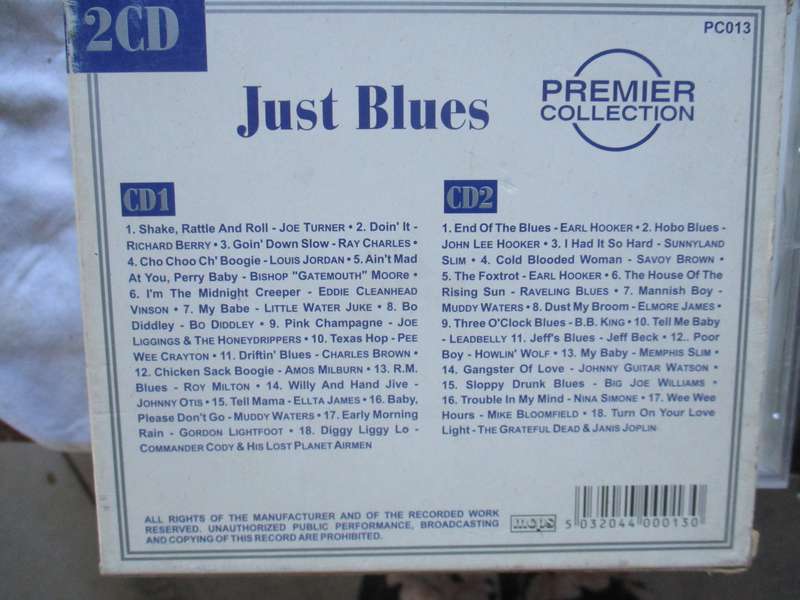 2CD
PC013
Just Blues
PREMIER
COLLECTION
CD1
1. Shake, Rattle And Roll - JOE TURNER • 2. Doin' It -
RICHARD BERRY • 3. Goin' Down Slow - RAY CHARLES •
4. Cho Choo Ch' Boogie - LOUIS JORDAN • 5. Ain't Mad
At You, Perry Baby - BISHOP "GATEMOUTH" MOORE •
6. I'm The Midnight Creeper - EDDIE CLEANHEAD
VINSON • 7. My Babe - LITTLE WATER JUKE • 8. Bo
Diddley - BO DIDDLEY • 9. Pink Champagne - JOE
LIGGINGS & THE HONEYDRIPPERS • 10. Texas Hop - PEE
WEE CRAYTON • 11. Driftin' Blues - CHARLES BROWN •
12. Chicken Sack Boogie - AMOS MILBURN • 13. R.M.
Blues - ROY MILTON • 14. Willy And Hand Jive -
JOHNNY OTIS • 15. Tell Mama - ELLTA JAMES • 16. Baby,
Please Don't Go - MUDDY WATERS • 17. Early Morning
Rain - GORDON LIGHTFOOT • 18. Diggy Liggy Lo -
COMMANDER CODY & HIS LOST PLANET AIRMEN
CD2
1. End Of The Blues - EARL HOOKER • 2. Hobo Blues -
JOHN LEE HOOKER • 3. I Had It So Hard - SUNNYLAND
SLIM • 4. Cold Blooded Woman - SAVOY BROWN •
5. The Foxtrot - EARL HOOKER • 6. The House Of The
Rising Sun - RAVELING BLUES • 7. Mannish Boy -
MUDDY WATERS • 8. Dust My Broom - ELMORE JAMES •
9. Three O'Clock Blues - B.B. KING • 10. Tell Me Baby
- LEADBELLY 11. Jeff's Blues - JEFF BECK • 12.. Poor
Boy - HOWLIN' WOLF • 13. My Baby - MEMPHIS SLIM •
14. Gangster Of Love - JOHNNY GUITAR WATSON •
15. Sloppy Drunk Blues - BIG JOE WILLIAMS •
16. Trouble In My Mind - NINA SIMONE • 17. Wee Wee
Hours - MIKE BLOOMFIELD • 18. Turn On Your Love
Light - THE GRATEFUL DEAD & JANIS JOPLIN
ALL RIGHTS OF THE MANUFACTURER AND OF THE RECORDED WORK
RESERVED. UNAUTHORIZED PUBLIC PERFORMANCE, BROADCASTING
AND COPYING OF THIS RECORD ARE PROHIBITED.
mcps
5 032044 000130